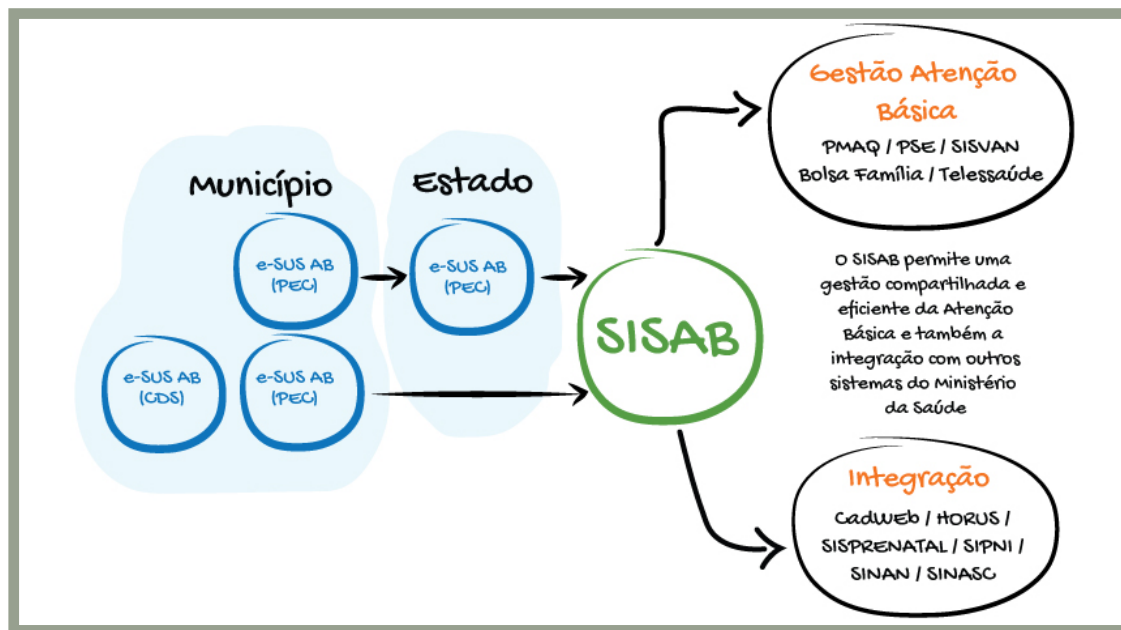 Município
e-SUS AB
(PEC)
e-SUS AB
(CDS)
e-SUS AB
(PEC)
Estado
e-SUS AB
(PEC)
SISAB
Gestão Atenção
Básica
PMAQ / PSE / SISVAN
Bolsa Família / Telessaúde
O SISAB permite uma
gestão compartilhada e
eficiente da Atenção
Básica e também a
integração com outros
sistemas do Ministério
da Saúde
Integração
CadWeb / HORUS /
SISPRENATAL / SIPNI /
SINAN / SINASC